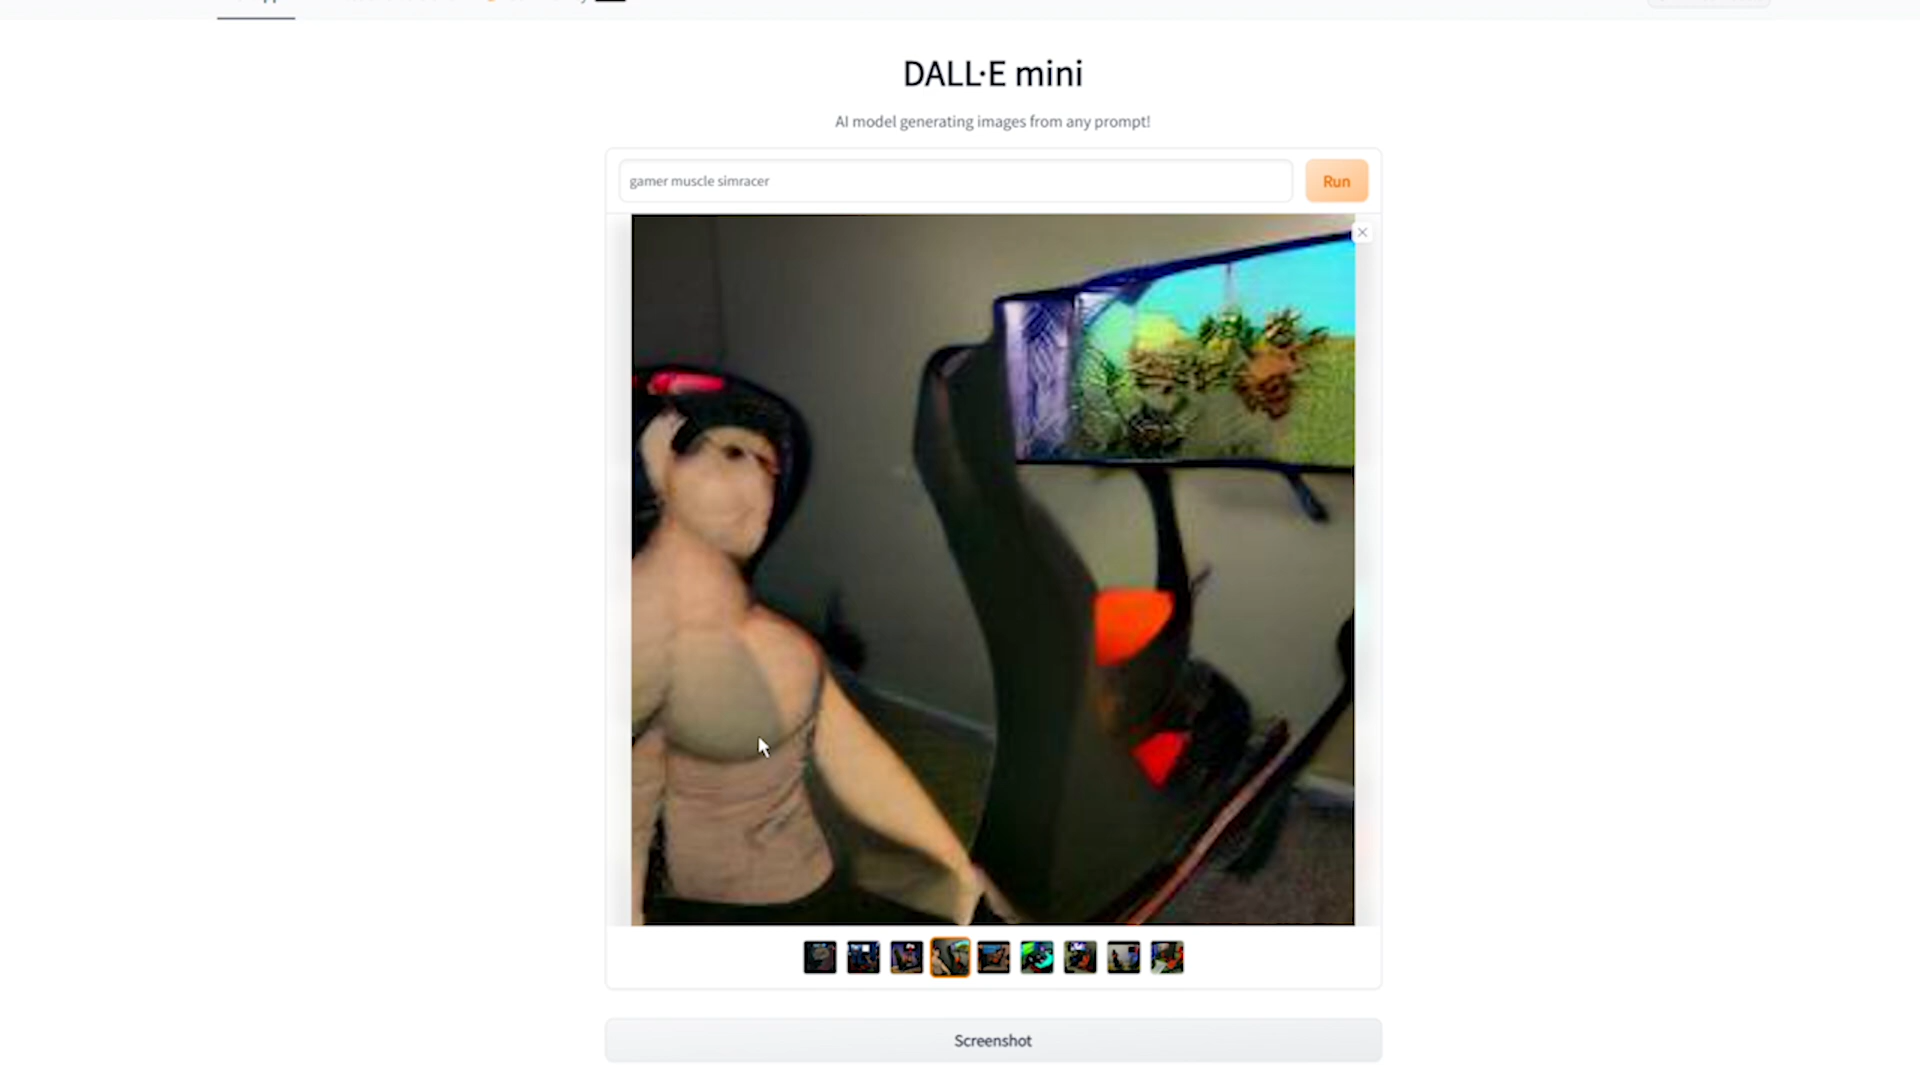 DALL·E mini
AI model generating images from any prompt!
gamer muscle simracer
Run
Screenshot